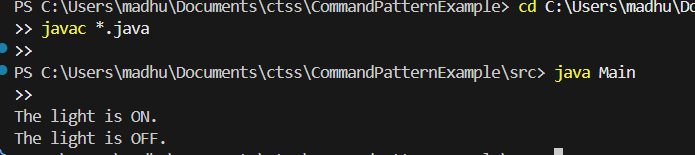 PS C:\Users\madhu\Documents\ctss\CommandPatternExample> cd C:\Users\madhu\Do
>> javac *.java
>>
PS C:\Users\madhu\Documents\ctss\CommandPatternExample\src> java Main
>>
The light is ON.
The light is OFF.